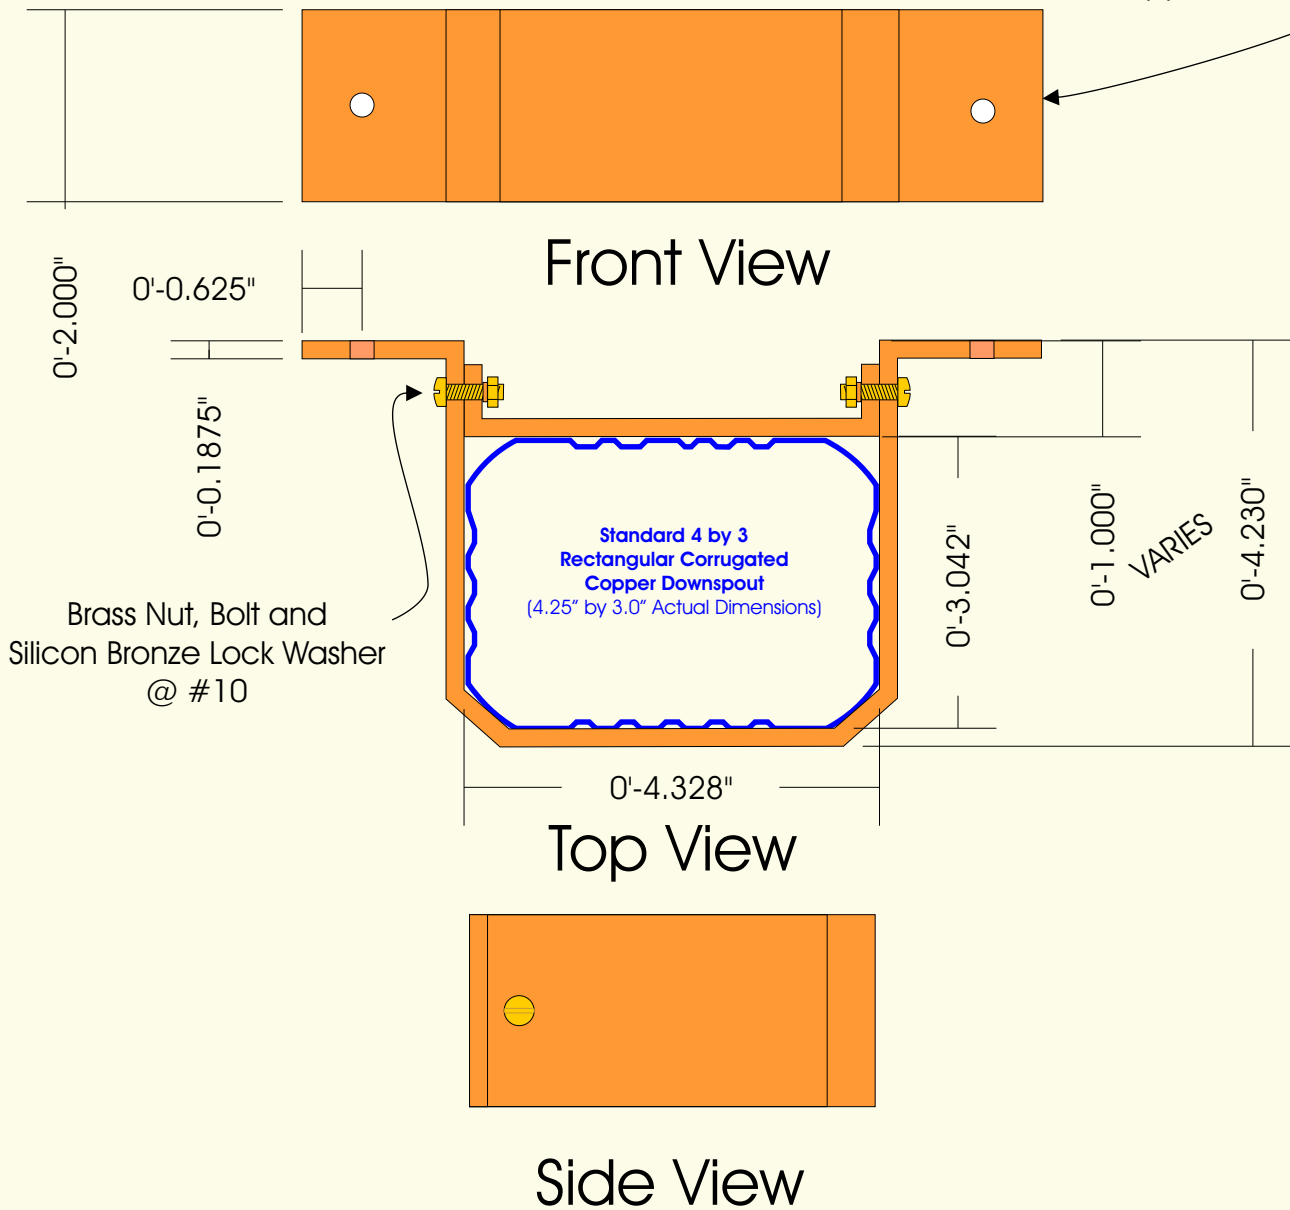 Front View
0'-2.000"
0'-0.625"
0'-0.1875"
Brass Nut, Bolt and
Silicon Bronze Lock Washer
@ #10
Standard 4 by 3
Rectangular Corrugated
Copper Downspout
(4.25" by 3.0" Actual Dimensions)
0'-3.042"
0'-1.000"
VARIES
0'-4.230"
0'-4.328"
Top View
Side View